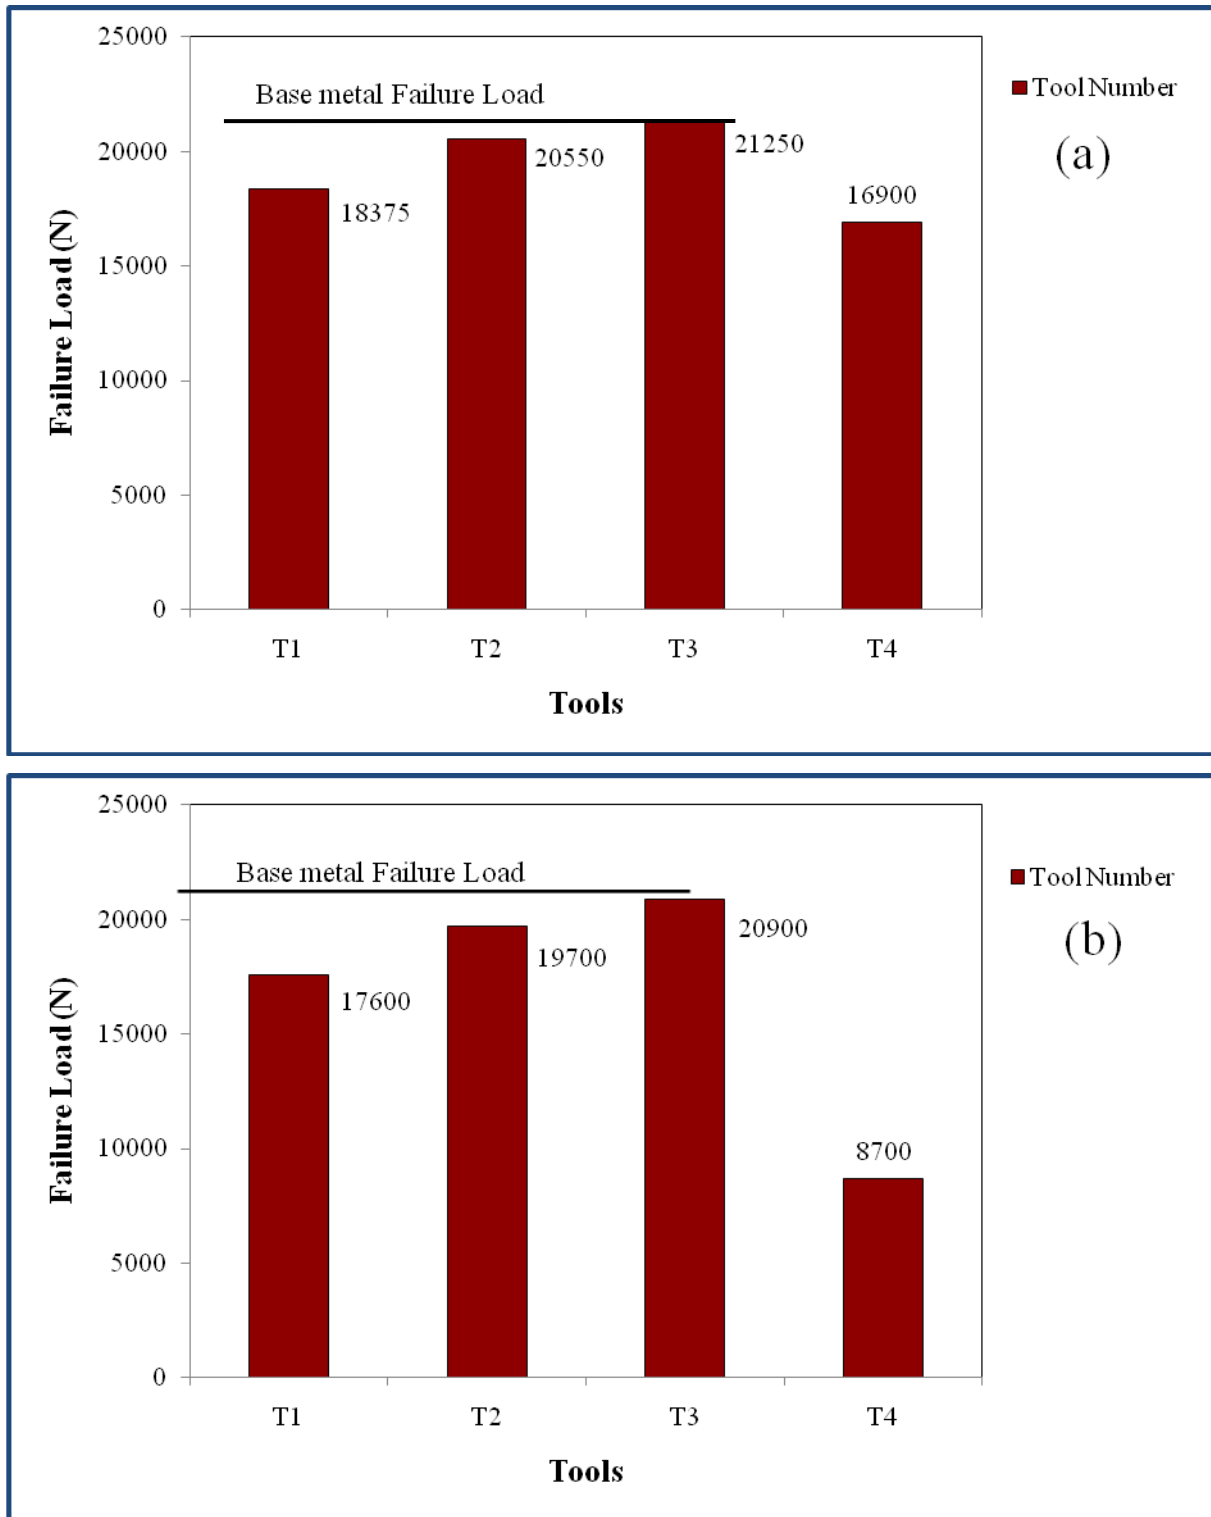 25000
Base metal Failure Load
Tool Number
(a)
20000
20550
21250
18375
16900
15000
10000
5000
0
Failure Load (N)
T1 T2 T3 T4
Tools
25000
Base metal Failure Load
Tool Number
(b)
20000
19700
20900
17600
15000
10000
8700
5000
0
Failure Load (N)
T1 T2 T3 T4
Tools